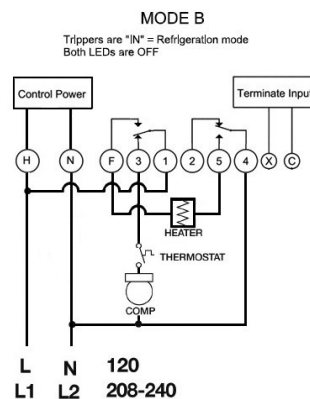 MODE B
Trippers are "IN" = Refrigeration mode
Both LEDs are OFF
Control Power
Terminate Input
H N F 3 1 2 5 4 X C
HEATER
THERMOSTAT
COMP
L N 120
L1 L2 208-240